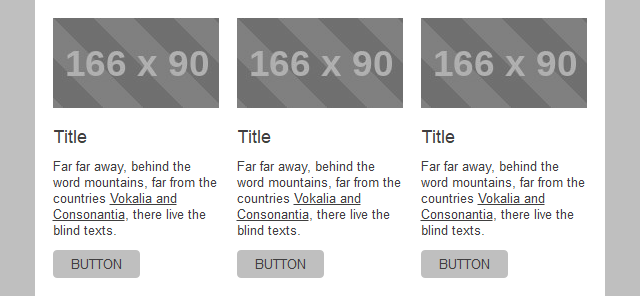 166 x 90
Title
Far far away, behind the
word mountains, far from the
countries Vokalia and
Consonantia, there live the
blind texts.
BUTTON
166 x 90
Title
Far far away, behind the
word mountains, far from the
countries Vokalia and
Consonantia, there live the
blind texts.
BUTTON
166 x 90
Title
Far far away, behind the
word mountains, far from the
countries Vokalia and
Consonantia, there live the
blind texts.
BUTTON